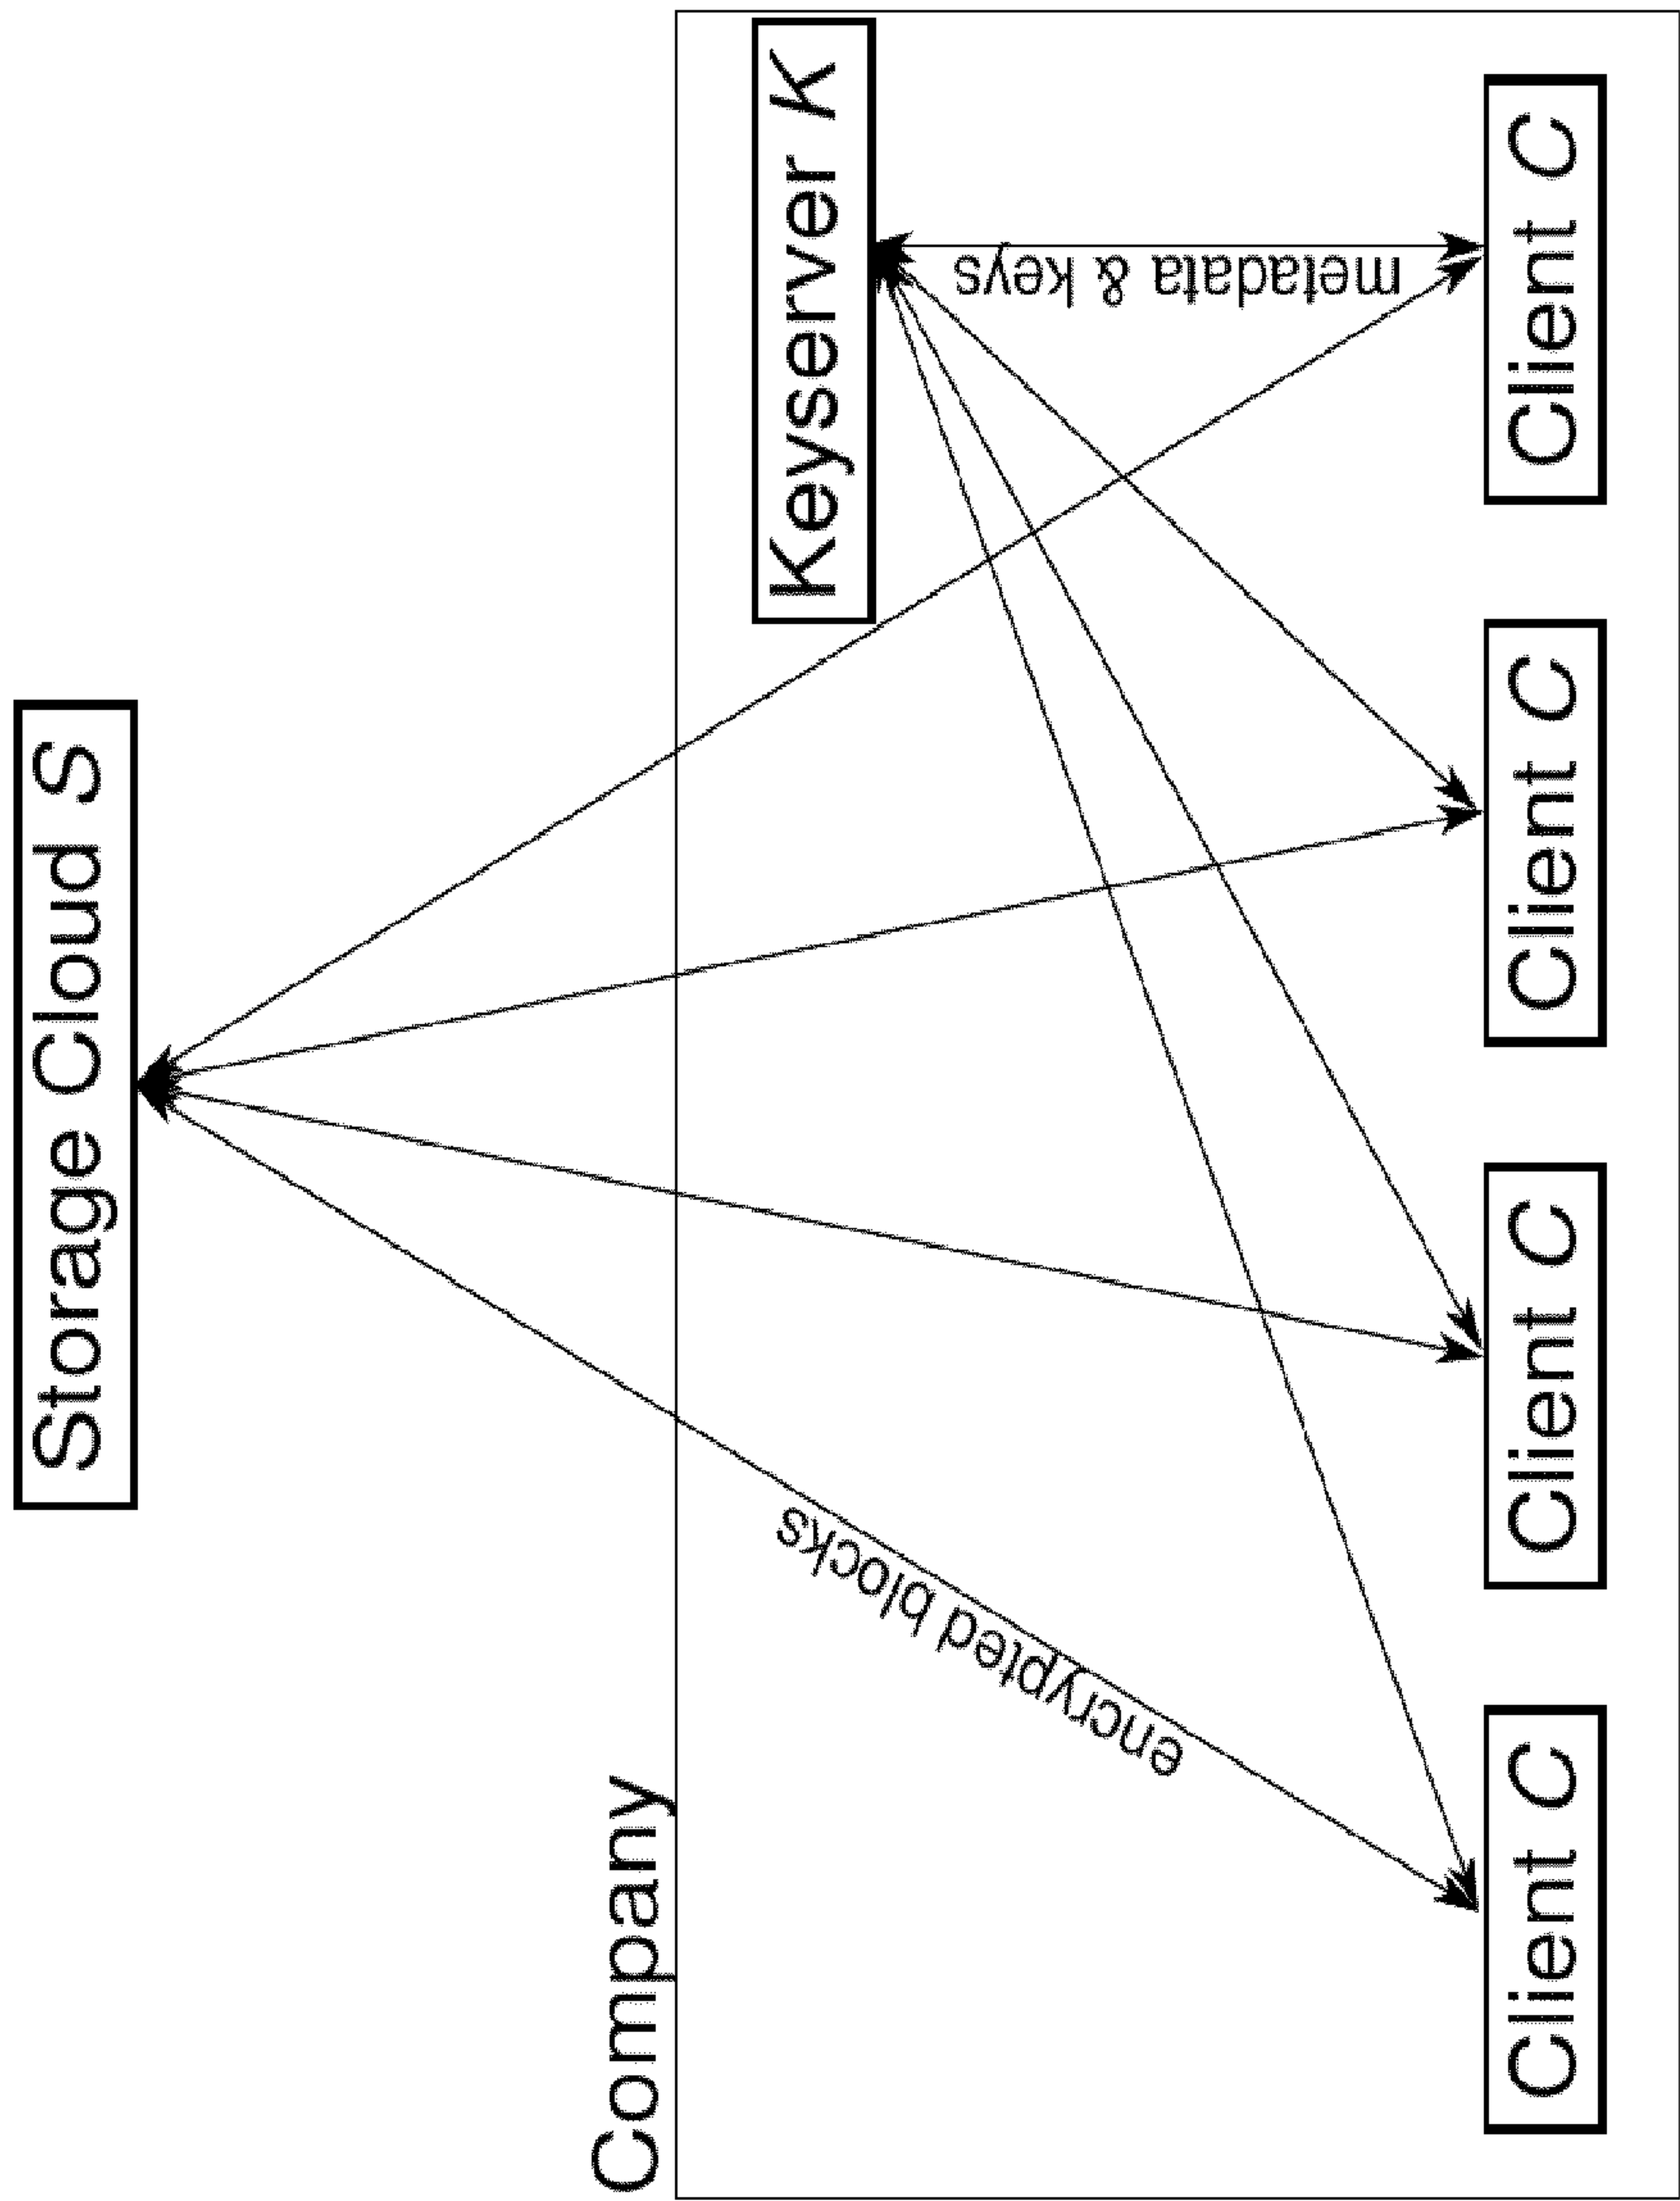 Storage Cloud S
Company
Keyserver K
encrypted blocks
metadata & keys
Client C
Client C
Client C
Client C